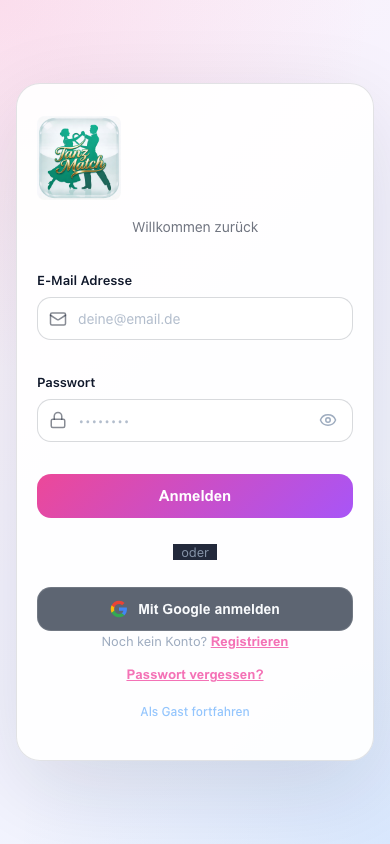 Tanz
Match
Willkommen zurück
E-Mail Adresse
deine@email.de
Passwort
Anmelden
oder
Mit Google anmelden
Noch kein Konto? Registrieren
Passwort vergessen?
Als Gast fortfahren